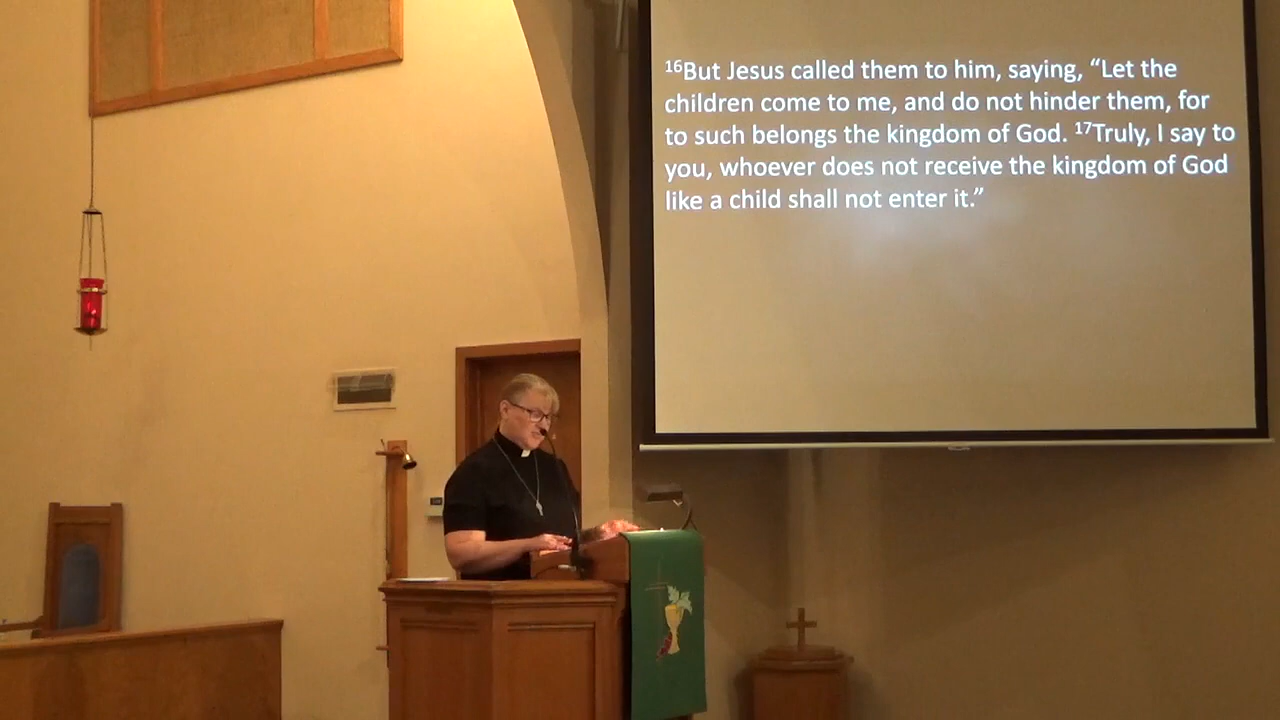 ¹⁶But Jesus called them to him, saying, “Let the
children come to me, and do not hinder them, for
to such belongs the kingdom of God. ¹⁷Truly, I say to
you, whoever does not receive the kingdom of God
like a child shall not enter it.”